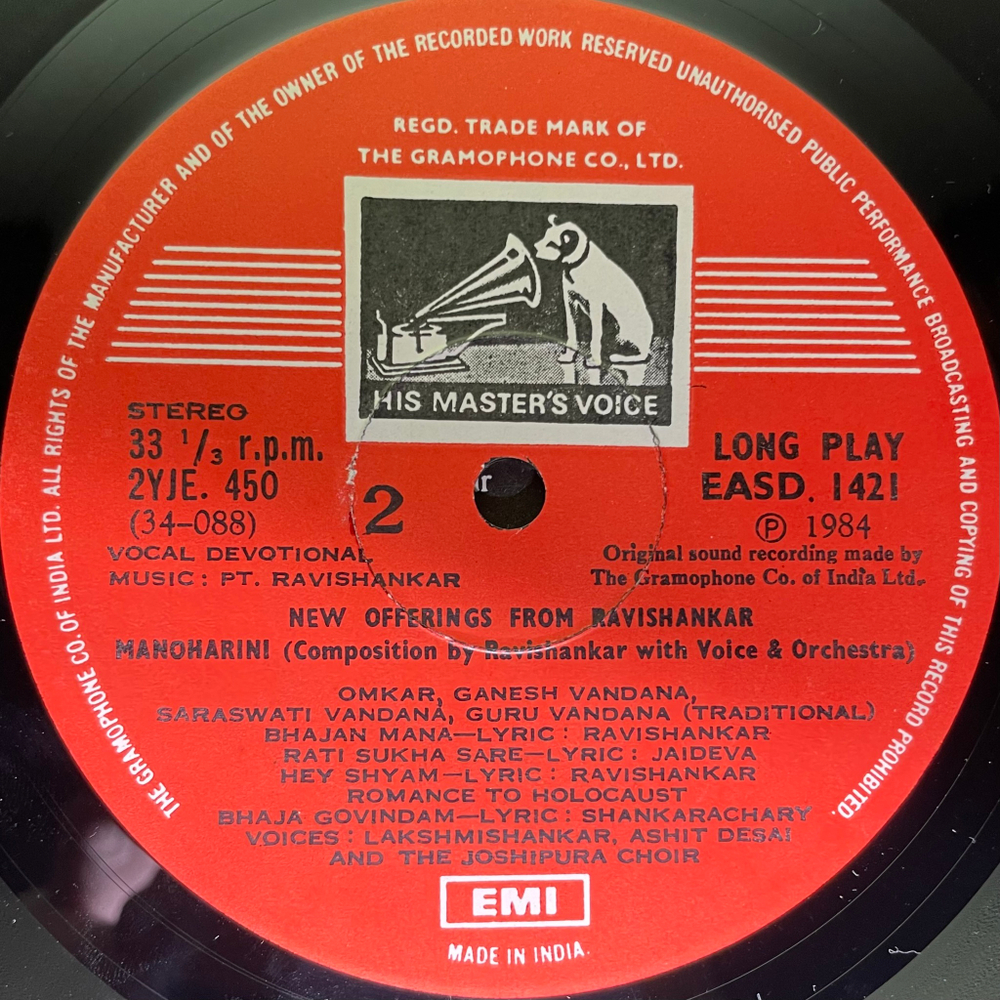 THE GRAMOPHONE CO. OF INDIA LTD. ALL RIGHTS OF THE MANUFACTURER AND OF THE OWNER OF THE RECORDED WORK RESERVED UNAUTHORISED PUBLIC PERFORMANCE BROADCASTING AND COPYING OF THIS RECORD PROHIBITED.
REGD. TRADE MARK OF
THE GRAMOPHONE CO., LTD.
HIS MASTER'S VOICE
STEREO
33 1/3 r.p.m.
2YJE. 450
(34-088)
2
LONG PLAY
EASD. 1421
Ⓟ 1984
VOCAL DEVOTIONAL
MUSIC : PT. RAVISHANKAR
Original sound recording made by
The Gramophone Co. of India Ltd.
NEW OFFERINGS FROM RAVISHANKAR
MANOHARINI (Composition by Ravishankar with Voice & Orchestra)
OMKAR, GANESH VANDANA,
SARASWATI VANDANA, GURU VANDANA (TRADITIONAL)
BHAJAN MANA—LYRIC : RAVISHANKAR
RATI SUKHA SARE—LYRIC : JAIDEVA
HEY SHYAM—LYRIC : RAVISHANKAR
ROMANCE TO HOLOCAUST
BHAJA GOVINDAM—LYRIC : SHANKARACHARY
VOICES : LAKSHMISHANKAR, ASHIT DESAI
AND THE JOSHIPURA CHOIR
EMI
MADE IN INDIA.